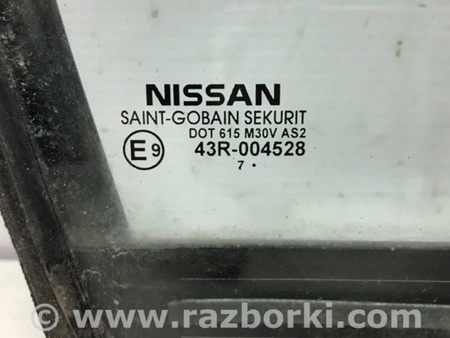 NISSAN
SAINT-GOBAIN SEKURIT
DOT 615 M30V AS2
E9 43R-004528
7 •
www.razborki.com